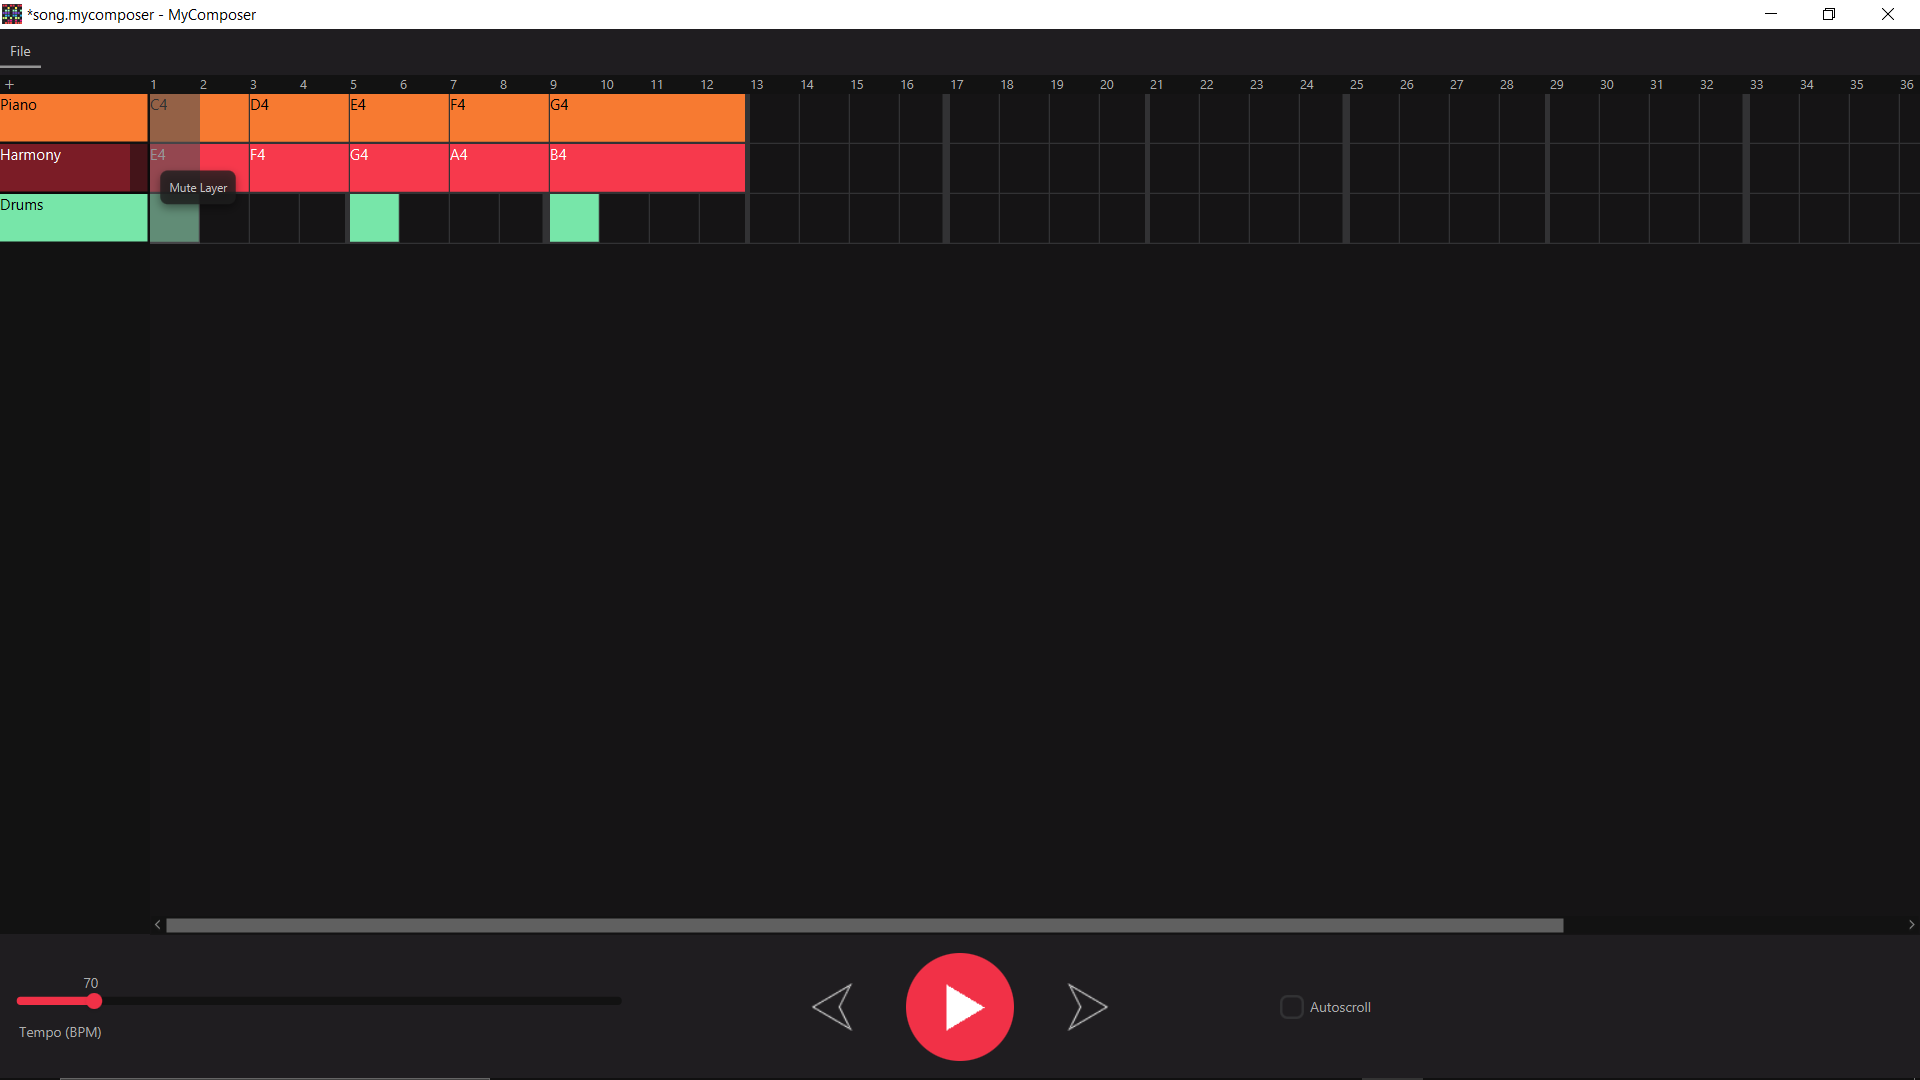 *song.mycomposer - MyComposer
File
+ 1 2 3 4 5 6 7 8 9 10 11 12 13 14 15 16 17 18 19 20 21 22 23 24 25 26 27 28 29 30 31 32 33 34 35 36
Piano C4 D4 E4 F4 G4
Harmony E4 F4 G4 A4 B4
Mute Layer
Drums
70
Tempo (BPM)
Autoscroll